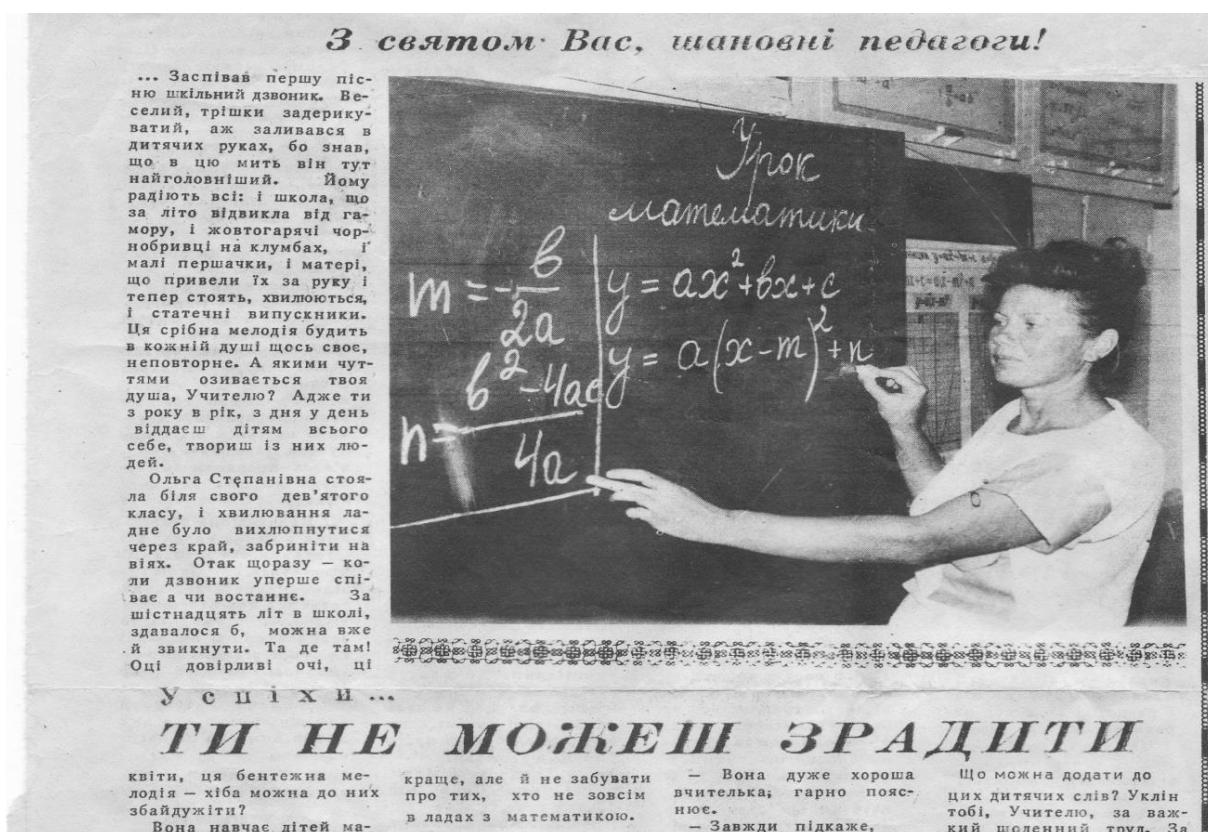 З святом Вас, шановні педагоги!
... Заспівав першу піс-
ню шкільний дзвоник. Ве-
селий, трішки задерику-
ватий, аж заливався в
дитячих руках, бо знав,
що в цю мить він тут
найголовніший. Йому
радіють всі: і школа, що
за літо відвикла від га-
мору, і жовтогарячі чор-
нобривці на клумбах, і
малі першачки, і матері,
що привели їх за руку і
тепер стоять, хвилюються,
і статечні випускники.
Ця срібна мелодія будить
в кожній душі щось своє,
неповторне. А якими чут-
тями озивається твоя
душа, Учителю? Адже ти
з року в рік, з дня у день
віддаєш дітям всього
себе, твориш із них лю-
дей.
Ольга Степанівна стоя-
ла біля свого дев'ятого
класу, і хвилювання ла-
дне було вихлюпнутися
через край, забриніти на
віях. Отак щоразу — ко-
ли дзвоник уперше спі-
ває а чи востаннє. За
шістнадцять літ в школі,
здавалося б, можна вже
й звикнути. Та де там!
Оці довірливі очі, ці
Урок
математики
m = - в
2а
n = в² - 4ас
4а
y = ax² + вx + c
y = a(x - m)² + n
Успіхи...
ТИ НЕ МОЖЕШ ЗРАДИТИ
квіти, ця бентежна ме-
лодія — хіба можна до них
збайдужіти?
Вона навчає дітей ма-
краще, але й не забувати
про тих, хто не зовсім
в ладах з математикою.
— Вона дуже хороша
вчителька, гарно пояс-
нює.
— Завжди підкаже,
Що можна додати до
цих дитячих слів? Уклін
тобі, Учителю, за важ-
кий щоденний труд. За